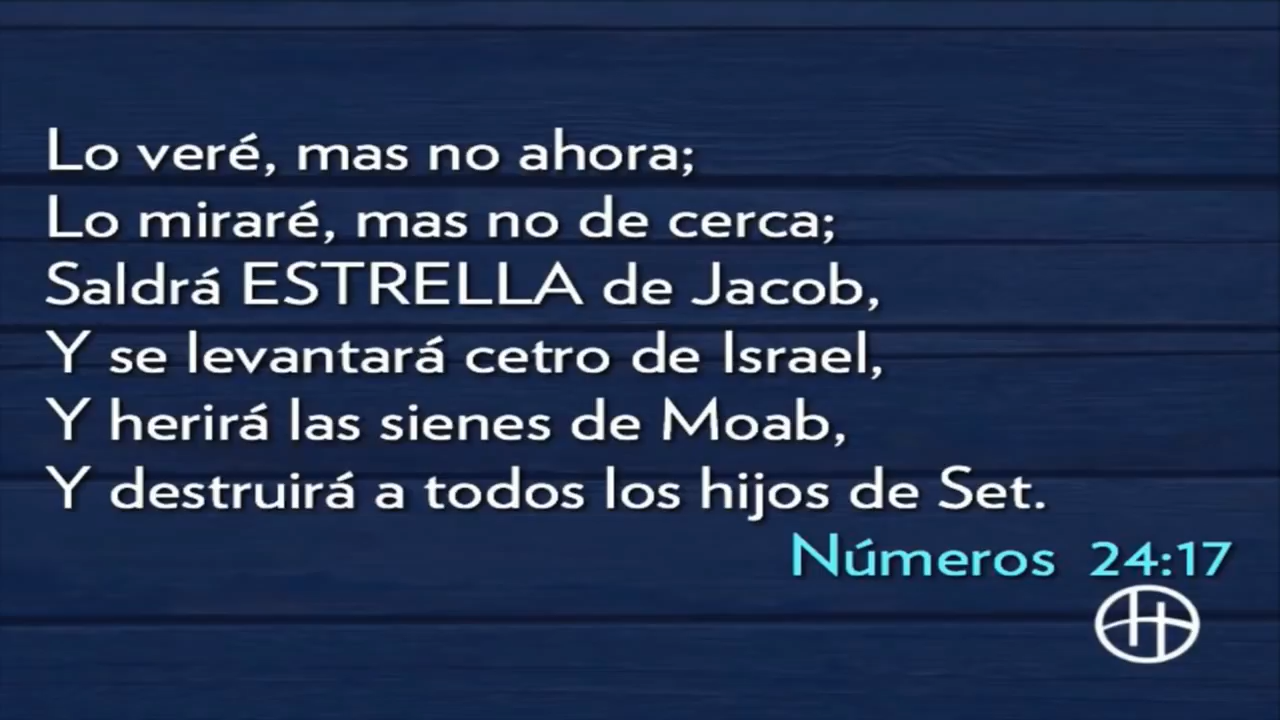 Lo veré, mas no ahora;
Lo miraré, mas no de cerca;
Saldrá ESTRELLA de Jacob,
Y se levantará cetro de Israel,
Y herirá las sienes de Moab,
Y destruirá a todos los hijos de Set.
Números 24:17
H